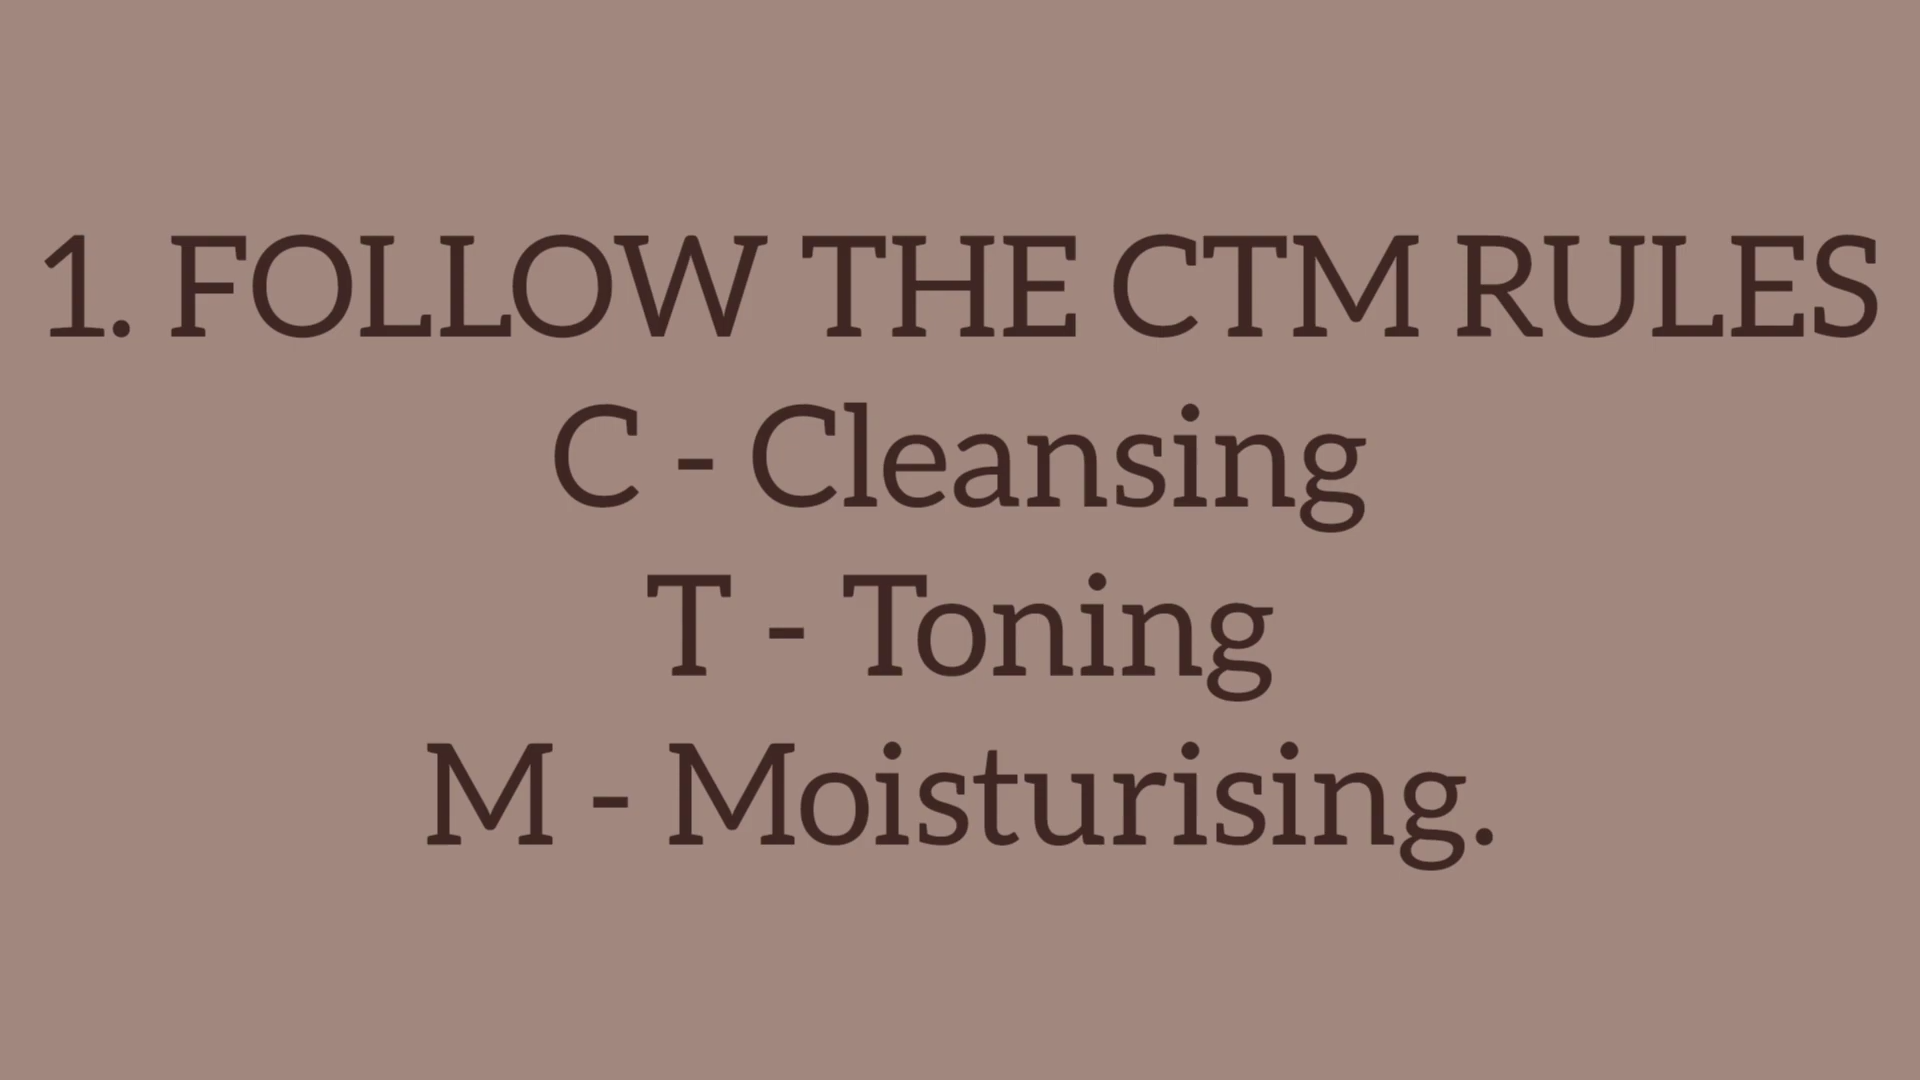 1. FOLLOW THE CTM RULES
C - Cleansing
T - Toning
M - Moisturising.